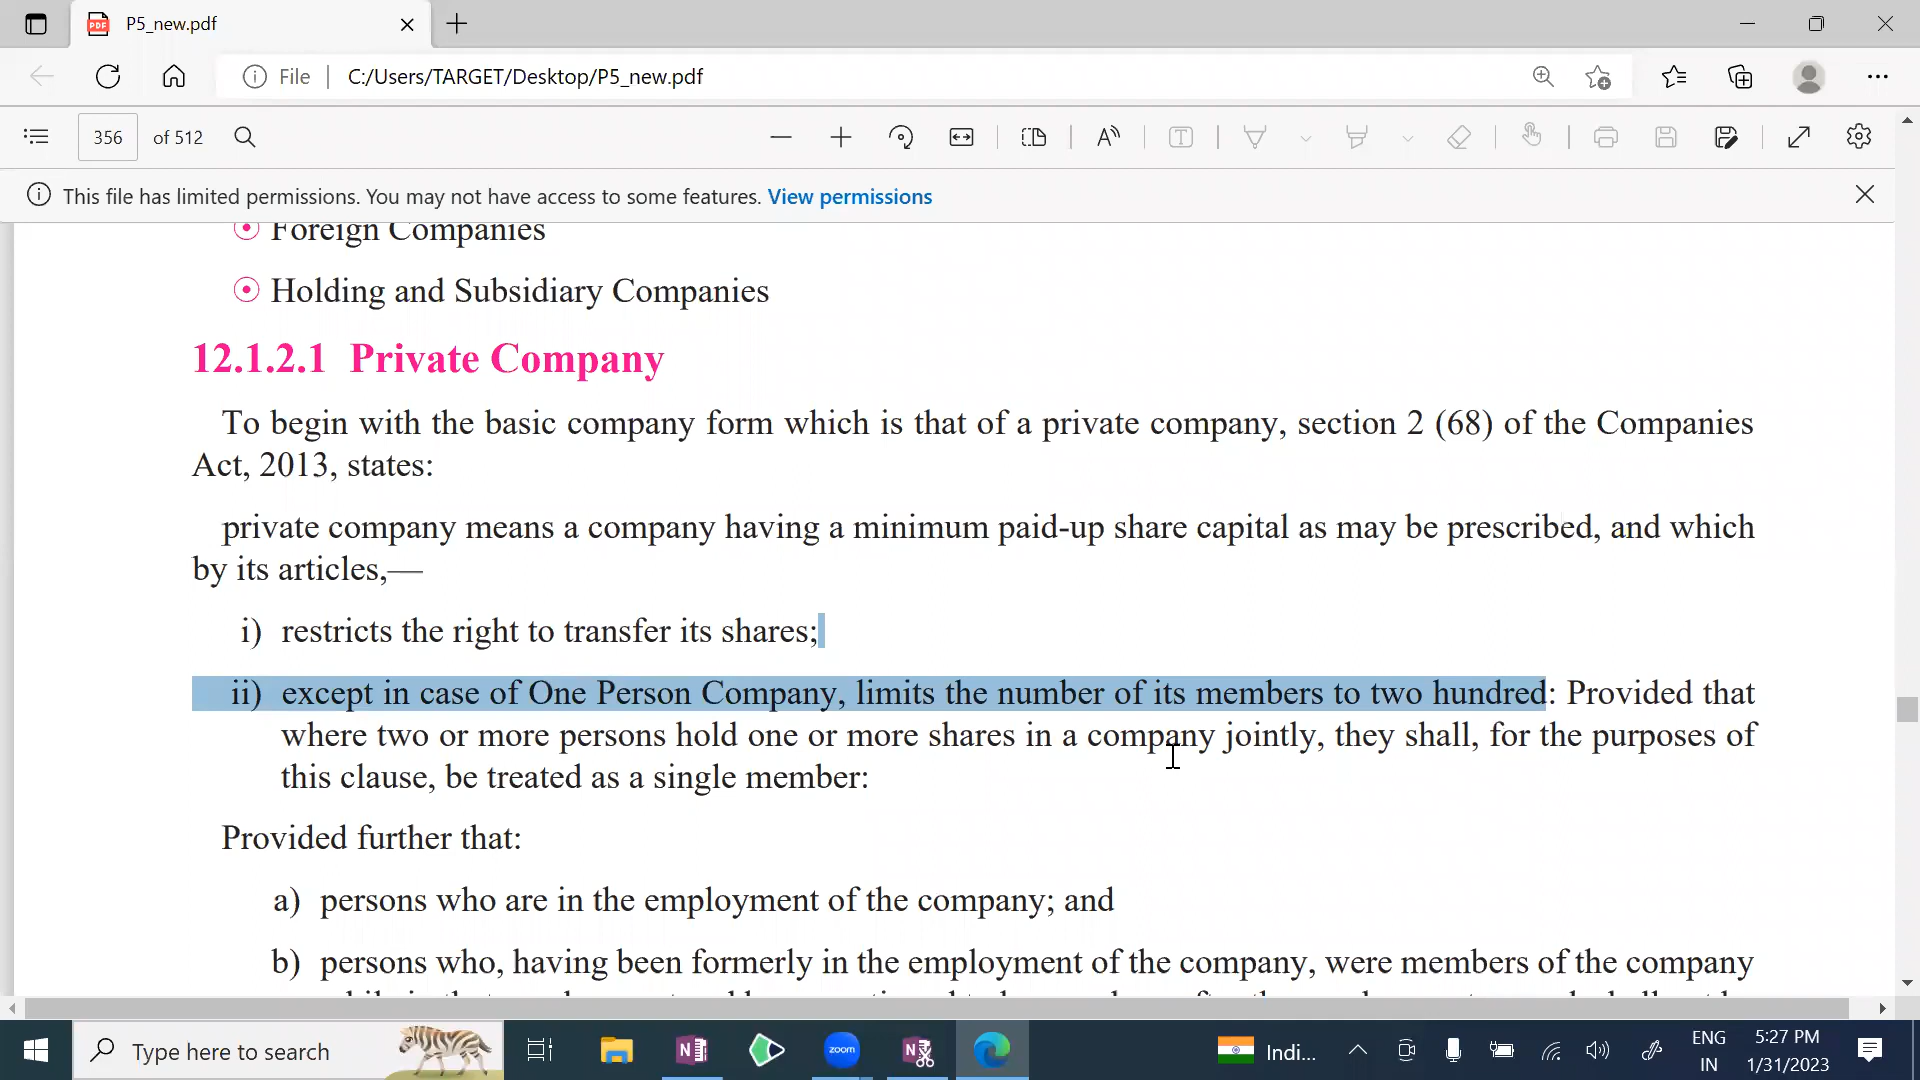 P5_new.pdf
File C:/Users/TARGET/Desktop/P5_new.pdf
356 of 512
This file has limited permissions. You may not have access to some features. View permissions
Foreign Companies
Holding and Subsidiary Companies
12.1.2.1 Private Company
To begin with the basic company form which is that of a private company, section 2 (68) of the Companies
Act, 2013, states:
private company means a company having a minimum paid-up share capital as may be prescribed, and which
by its articles,—
i) restricts the right to transfer its shares;
ii) except in case of One Person Company, limits the number of its members to two hundred: Provided that
where two or more persons hold one or more shares in a company jointly, they shall, for the purposes of
this clause, be treated as a single member:
Provided further that:
a) persons who are in the employment of the company; and
b) persons who, having been formerly in the employment of the company, were members of the company
Type here to search
zoom
Indi...
ENG
IN
5:27 PM
1/31/2023